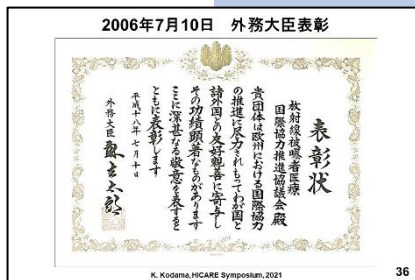 2006年7月10日 外務大臣表彰
表彰状
放射線被曝者医療
国際協力推進協議会殿
貴団体は欧州における国際協力
の推進に尽力されもってわが国と
諸外国との友好親善に寄与し
その功績顕著なものがあります
ここに深甚なる敬意を表すると
ともに表彰します
平成十八年七月十日
外務大臣 麻生太郎
K. Kodama, HICARE Symposium, 2021
36